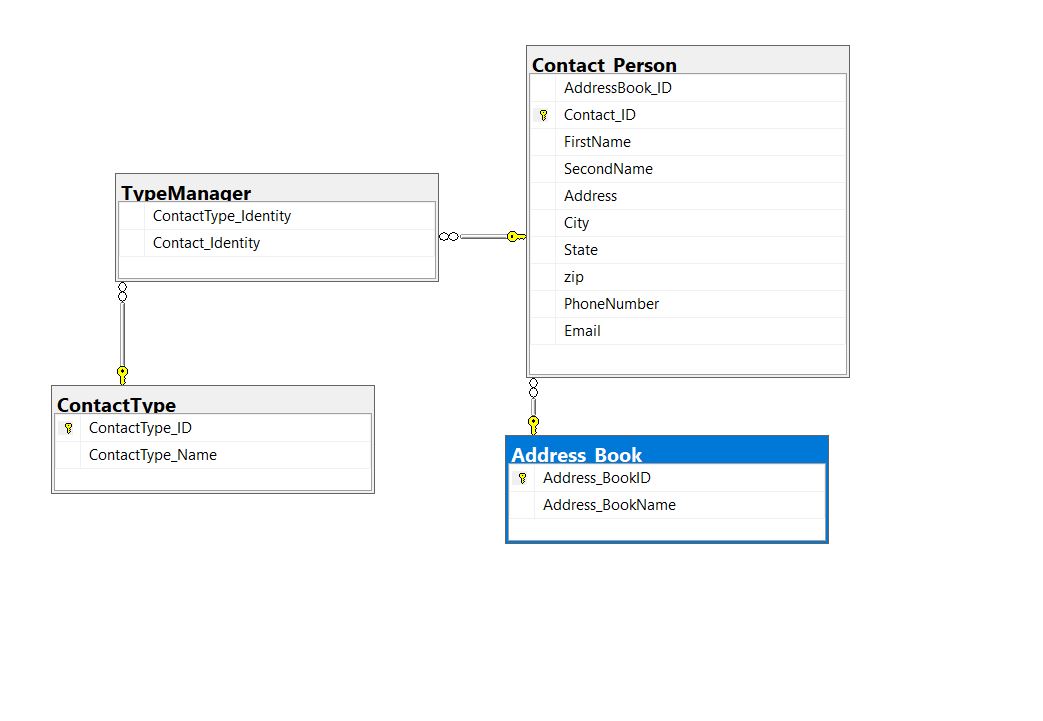 Contact_Person
AddressBook_ID
Contact_ID
FirstName
SecondName
Address
City
State
zip
PhoneNumber
Email
TypeManager
ContactType_Identity
Contact_Identity
ContactType
ContactType_ID
ContactType_Name
Address_Book
Address_BookID
Address_BookName